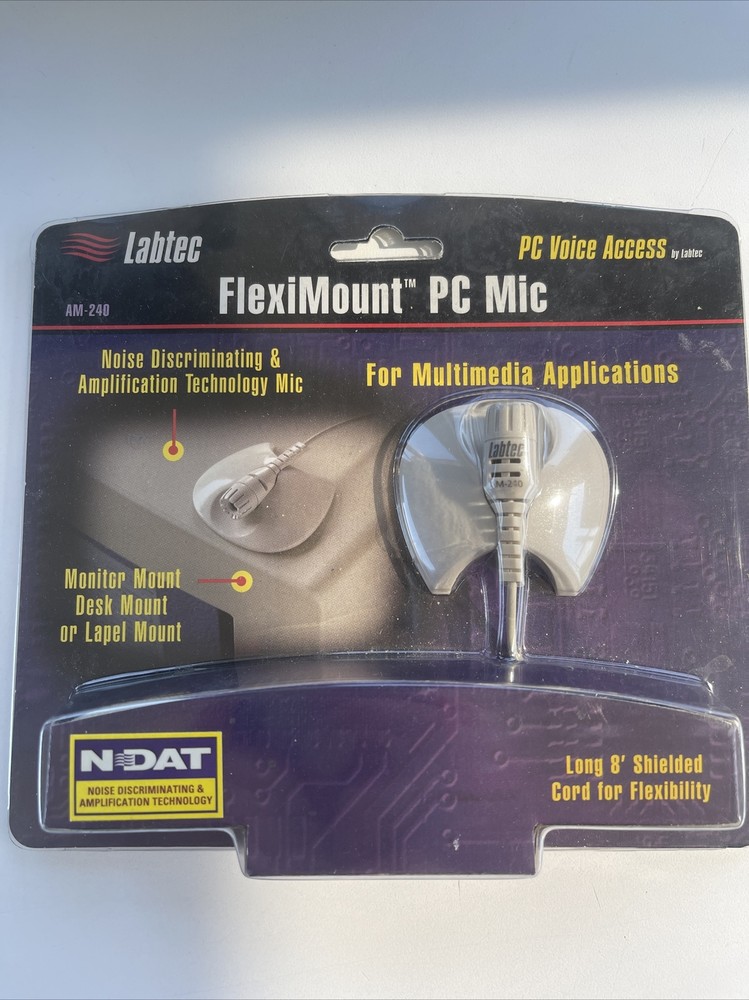 Labtec
PC Voice Access by Labtec
AM-240
FlexiMount™ PC Mic
Noise Discriminating &
Amplification Technology Mic
For Multimedia Applications
Labtec
AM-240
Monitor Mount
Desk Mount
or Lapel Mount
N DAT
NOISE DISCRIMINATING &
AMPLIFICATION TECHNOLOGY
Long 8' Shielded
Cord for Flexibility